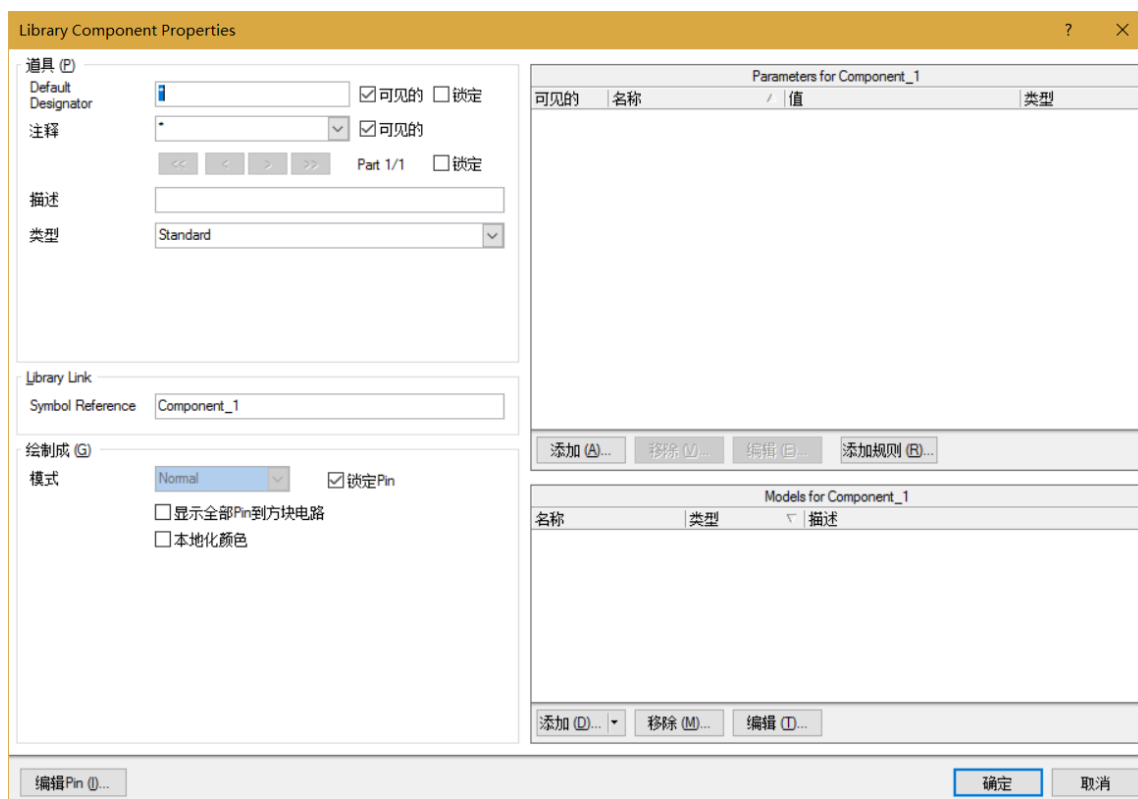 Library Component Properties
道具 (P)
Default Designator
* 可见的 锁定
注释 * 可见的
<< < > >> Part 1/1 锁定
描述
类型 Standard
Library Link
Symbol Reference Component_1
绘制成 (G)
模式 Normal 锁定Pin
显示全部Pin到方块电路
本地化颜色
Parameters for Component_1
可见的 名称 值 类型
添加 (A)... 移除 (V)... 编辑 (E)... 添加规则 (R)...
Models for Component_1
名称 类型 描述
添加 (D)... 移除 (M)... 编辑 (T)...
编辑Pin (I)... 确定 取消